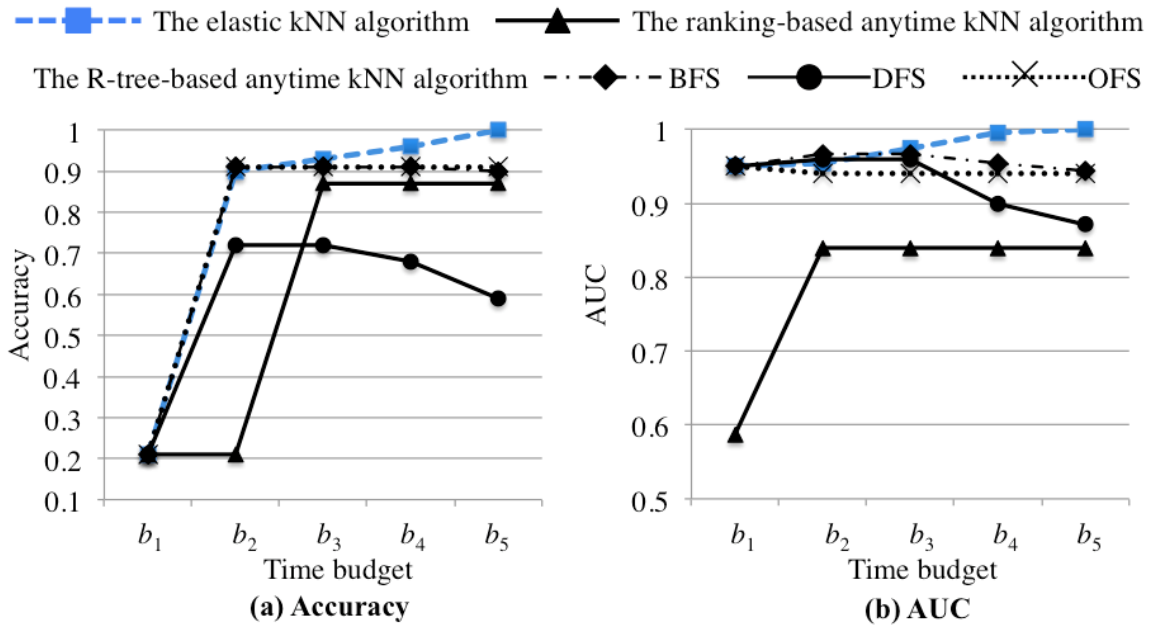 The elastic kNN algorithm The ranking-based anytime kNN algorithm
The R-tree-based anytime kNN algorithm BFS DFS OFS
1
0.9
0.8
0.7
0.6
0.5
0.4
0.3
0.2
0.1
Accuracy
b1 b2 b3 b4 b5
Time budget
(a) Accuracy
1
0.9
0.8
0.7
0.6
0.5
AUC
b1 b2 b3 b4 b5
Time budget
(b) AUC